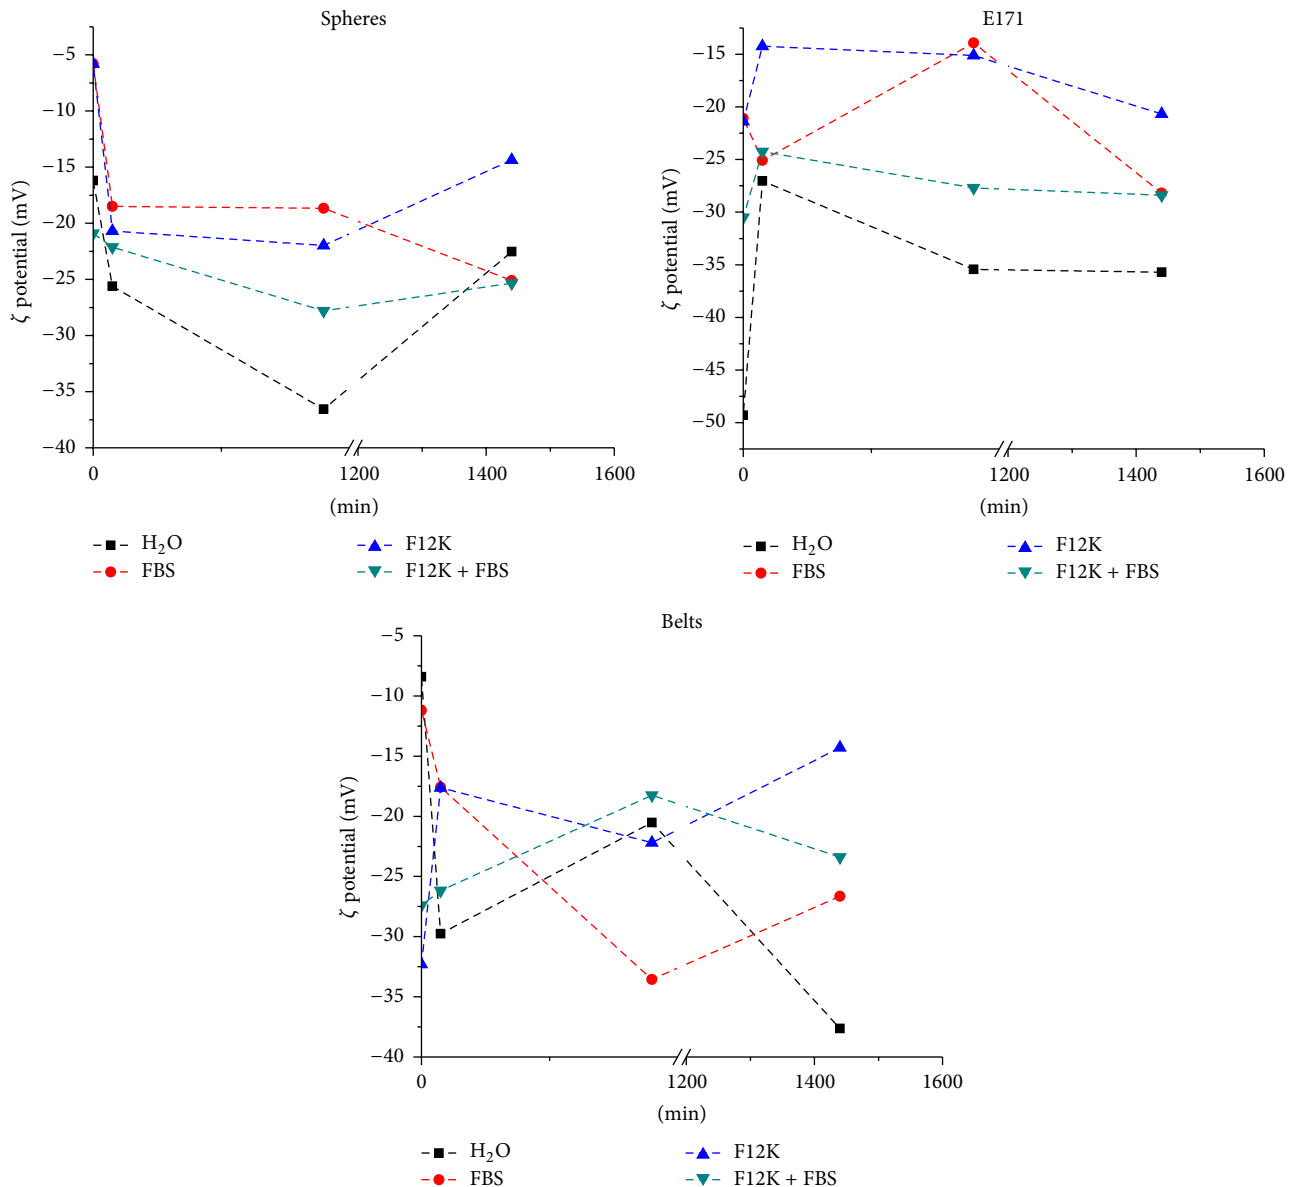 Spheres
−5
−10
−15
−20
−25
−30
−35
−40
ζ potential (mV)
0
1200
1400
1600
(min)
H₂O
FBS
F12K
F12K + FBS
E171
−15
−20
−25
−30
−35
−40
−45
−50
ζ potential (mV)
0
1200
1400
1600
(min)
H₂O
FBS
F12K
F12K + FBS
Belts
−5
−10
−15
−20
−25
−30
−35
−40
ζ potential (mV)
0
1200
1400
1600
(min)
H₂O
FBS
F12K
F12K + FBS